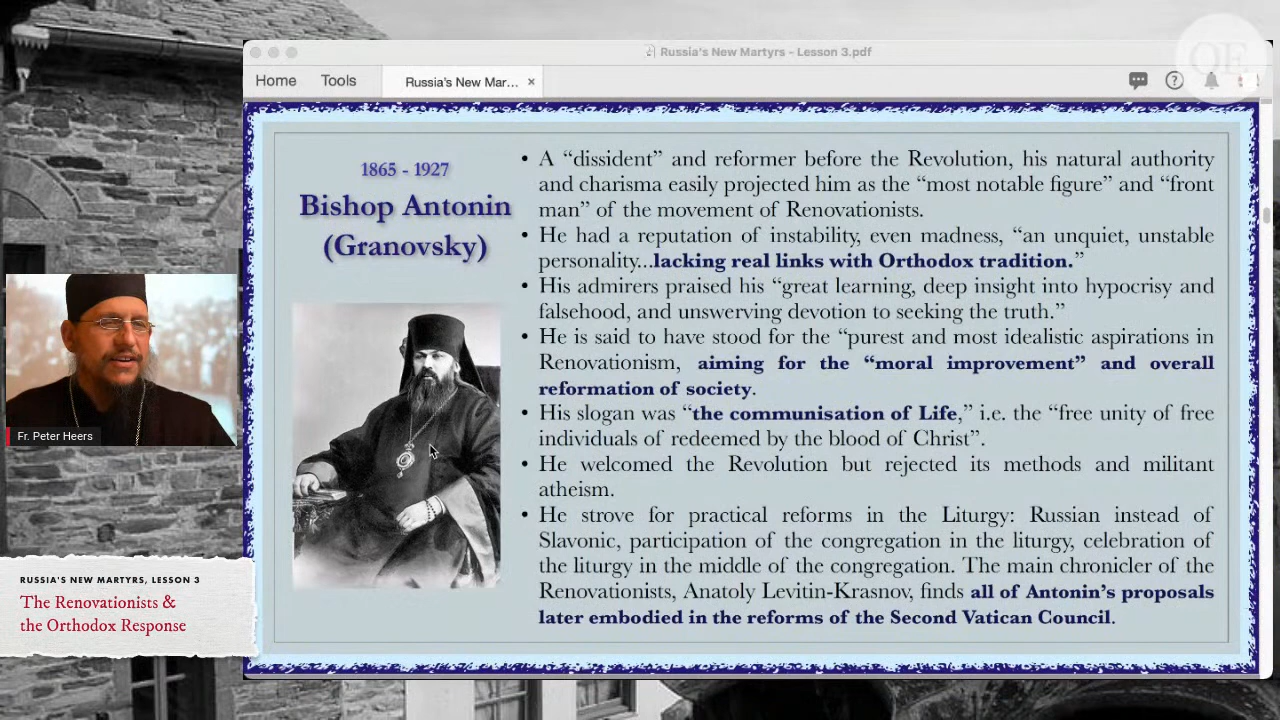 Russia's New Martyrs - Lesson 3.pdf
OE
Home
Tools
Russia's New Mar...
×
?
1865 - 1927
Bishop Antonin
(Granovsky)
• A “dissident” and reformer before the Revolution, his natural authority
and charisma easily projected him as the “most notable figure” and “front
man” of the movement of Renovationists.
• He had a reputation of instability, even madness, “an unquiet, unstable
personality...lacking real links with Orthodox tradition.”
• His admirers praised his “great learning, deep insight into hypocrisy and
falsehood, and unswerving devotion to seeking the truth.”
• He is said to have stood for the “purest and most idealistic aspirations in
Renovationism, aiming for the “moral improvement” and overall
reformation of society.
• His slogan was “the communisation of Life,” i.e. the “free unity of free
individuals of redeemed by the blood of Christ”.
• He welcomed the Revolution but rejected its methods and militant
atheism.
• He strove for practical reforms in the Liturgy: Russian instead of
Slavonic, participation of the congregation in the liturgy, celebration of
the liturgy in the middle of the congregation. The main chronicler of the
Renovationists, Anatoly Levitin-Krasnov, finds all of Antonin’s proposals
later embodied in the reforms of the Second Vatican Council.
Fr. Peter Heers
RUSSIA'S NEW MARTYRS, LESSON 3
The Renovationists &
the Orthodox Response